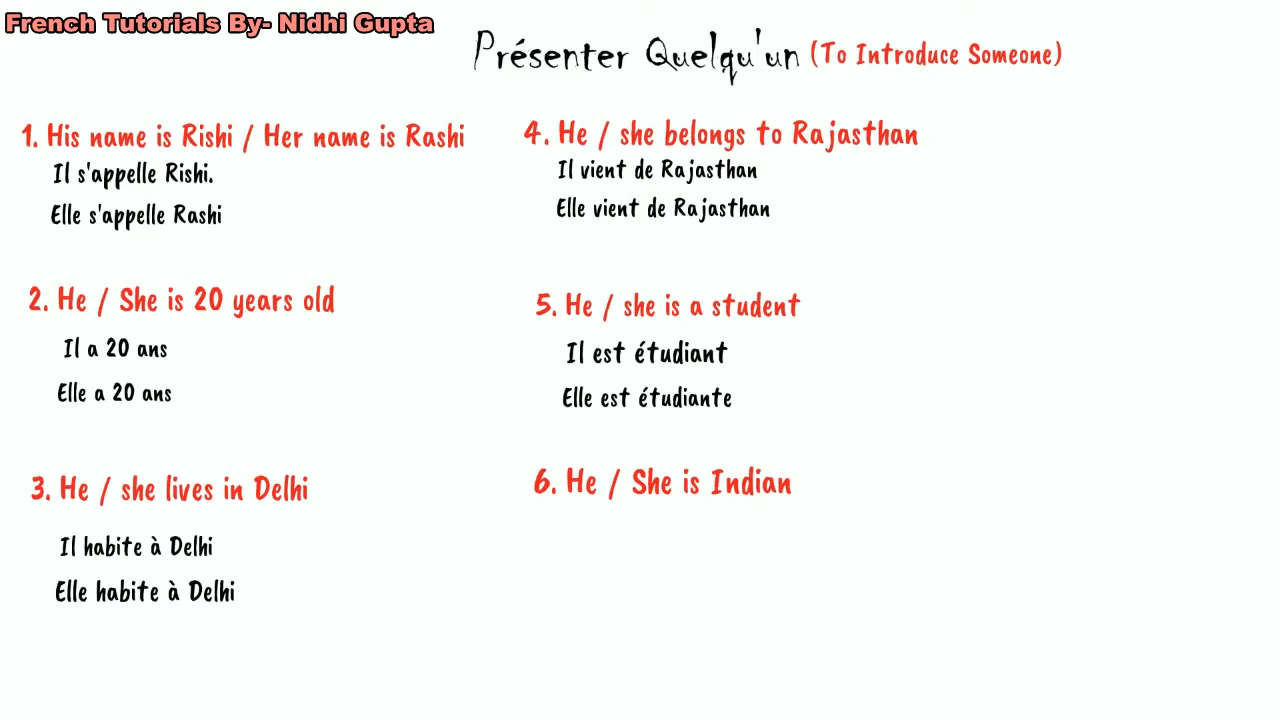 French Tutorials By- Nidhi Gupta
Présenter Quelqu'un (To Introduce Someone)
1. His name is Rishi / Her name is Rashi
Il s'appelle Rishi.
Elle s'appelle Rashi
2. He / She is 20 years old
Il a 20 ans
Elle a 20 ans
3. He / she lives in Delhi
Il habite à Delhi
Elle habite à Delhi
4. He / she belongs to Rajasthan
Il vient de Rajasthan
Elle vient de Rajasthan
5. He / she is a student
Il est étudiant
Elle est étudiante
6. He / She is Indian